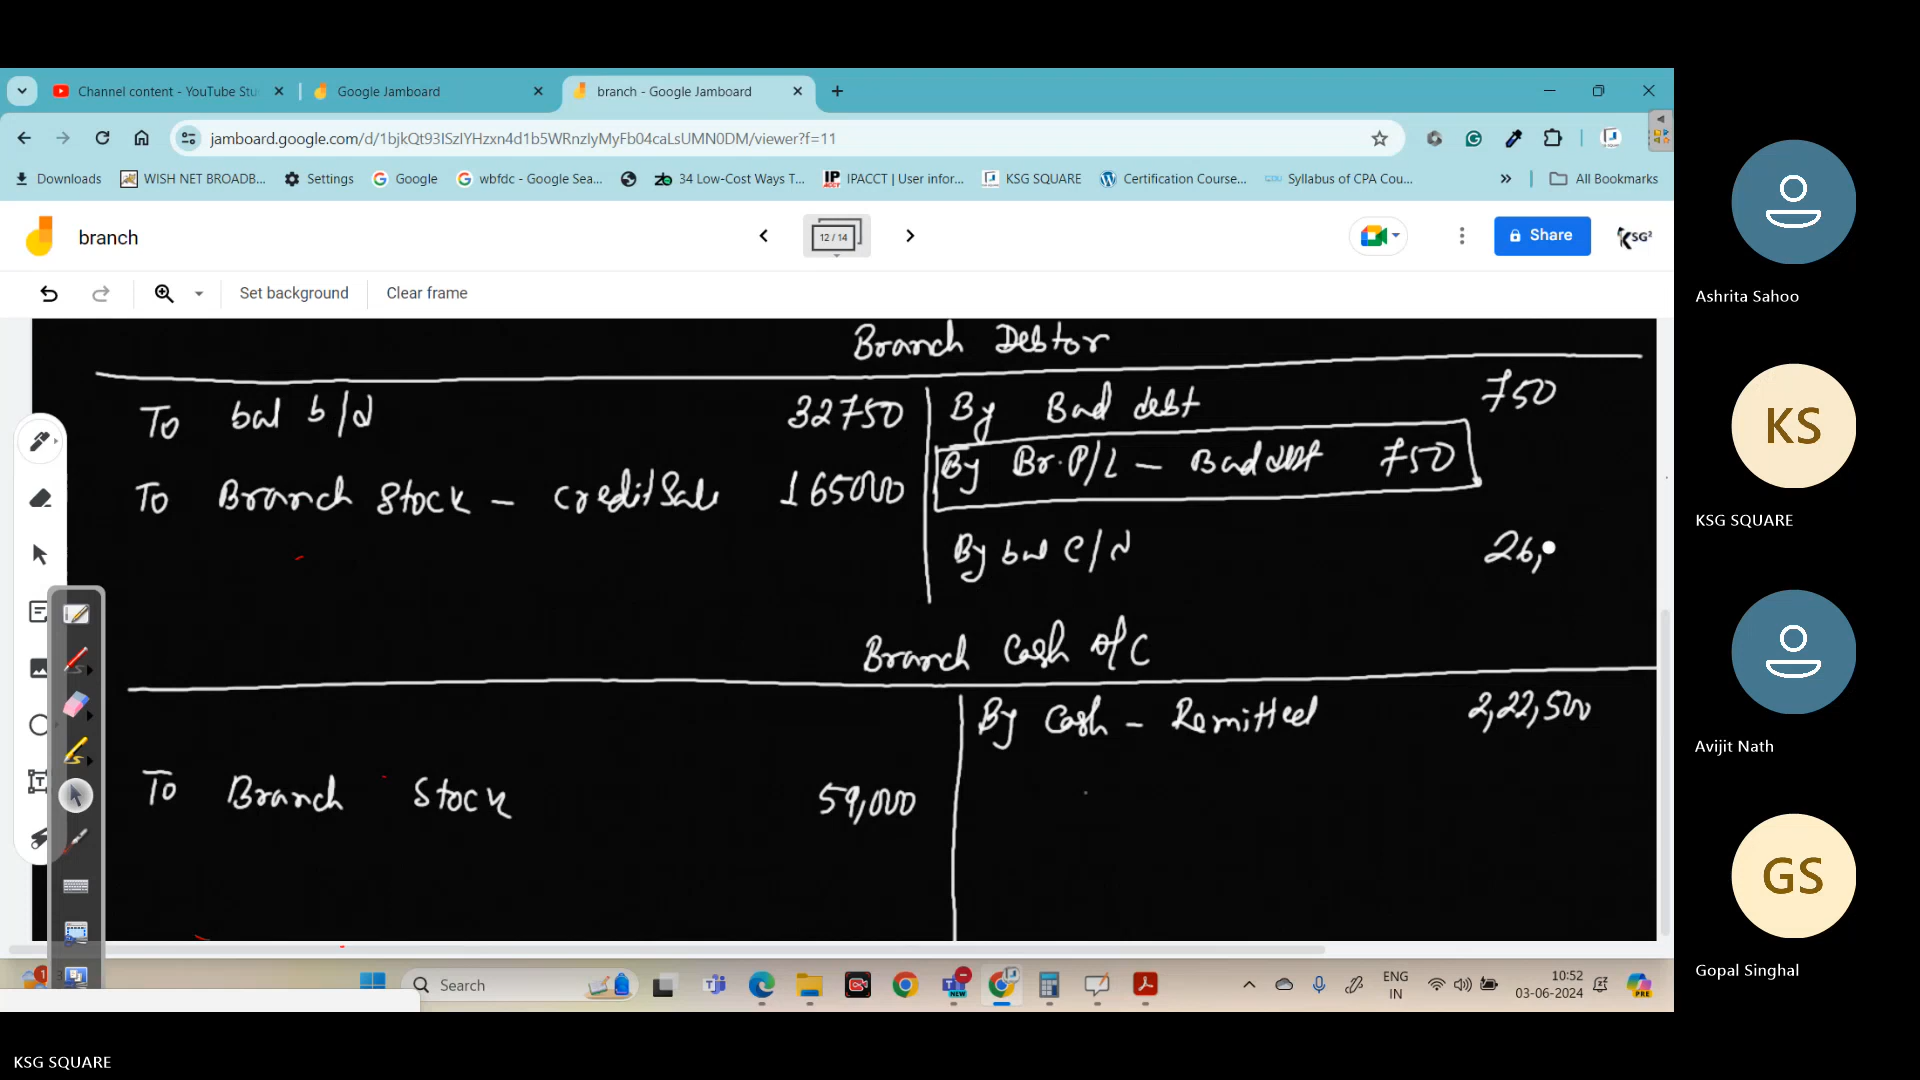 Channel content - YouTube Stu
Google Jamboard
branch - Google Jamboard
jamboard.google.com/d/1bjkQt93ISzlYHzxn4d1b5WRnzlyMyFb04caLsUMN0DM/viewer?f=11
Downloads
WISH NET BROADB...
Settings
Google
wbfdc - Google Sea...
34 Low-Cost Ways T...
IPACCT | User infor...
KSG SQUARE
Certification Course...
Syllabus of CPA Cou...
»
All Bookmarks
branch
12 / 14
Share
KSG²
Set background
Clear frame
Branch Debtor
To bal b/d 32750
By Bad debt 750
By Br. P/L - Bad debt 750
To Branch Stock - Credit Sale 165000
By bal c/d 26,
Branch Cash A/C
By Cash - Remitted 2,22,500
To Branch Stock 59,000
Search
ENG
IN
10:52
03-06-2024
Ashrita Sahoo
KS
KSG SQUARE
Avijit Nath
GS
Gopal Singhal
KSG SQUARE